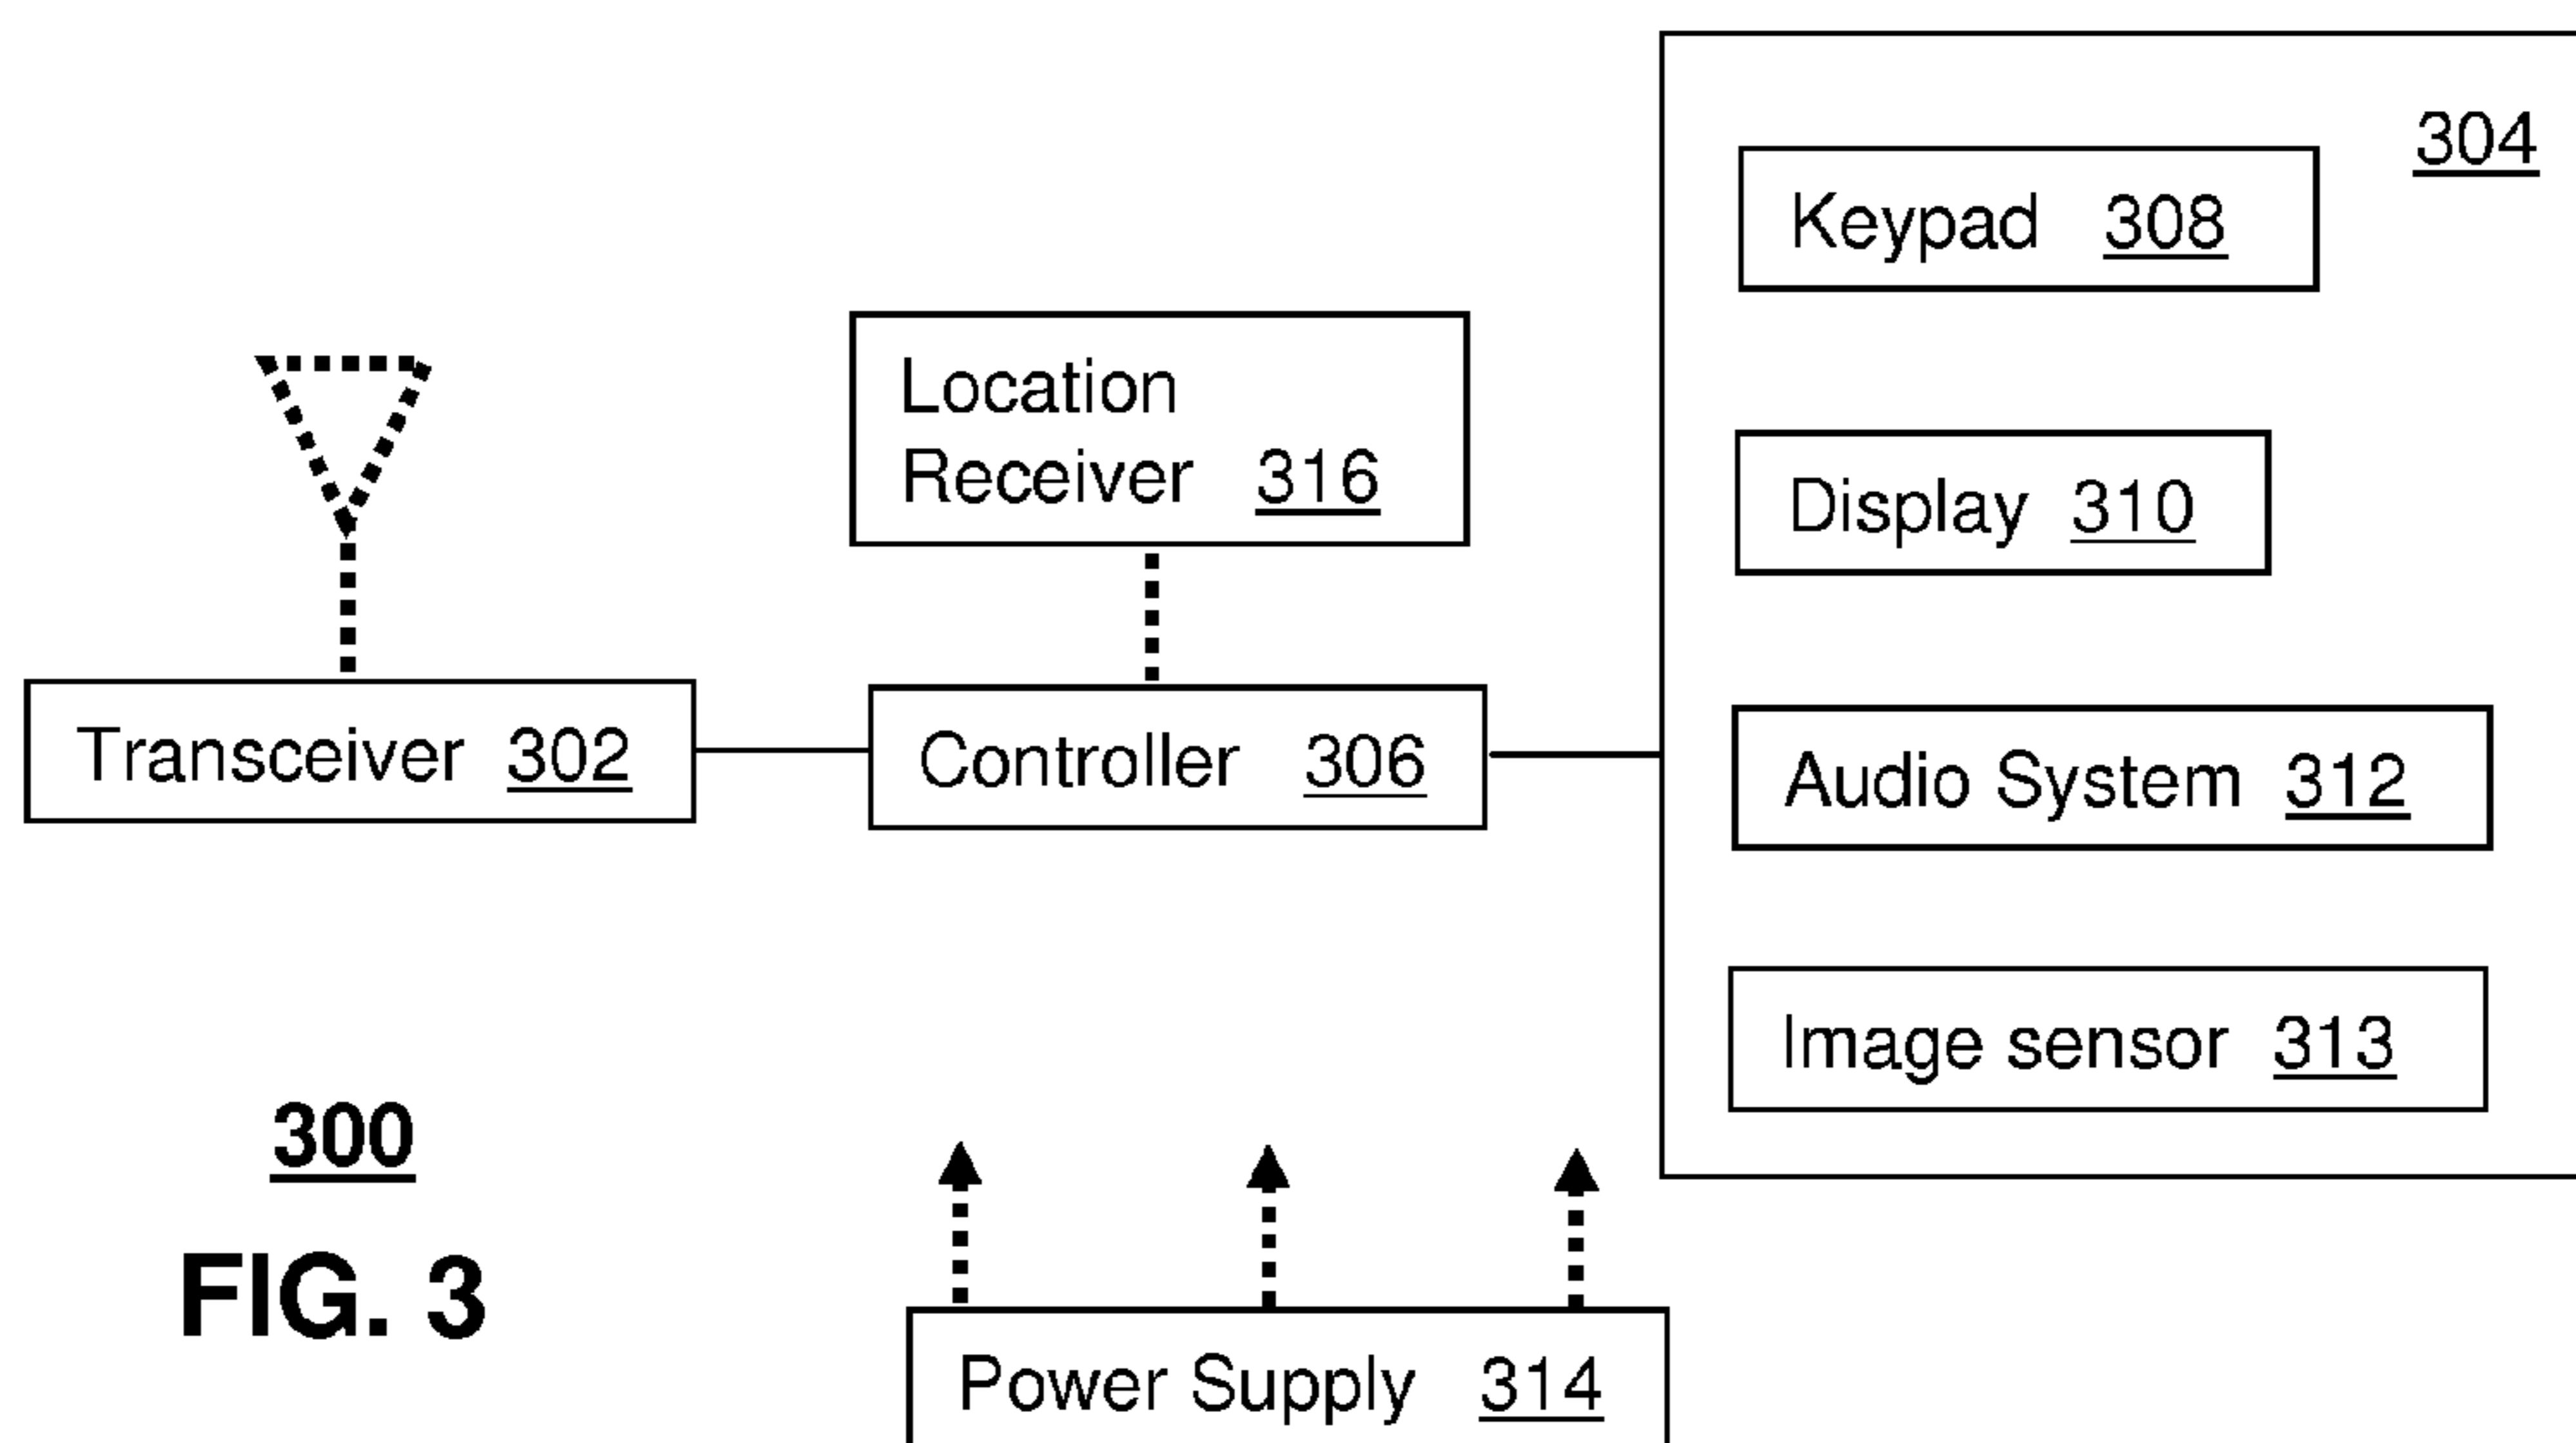 304
Keypad 308
Location
Receiver 316
Display 310
Transceiver 302
Controller 306
Audio System 312
Image sensor 313
300
FIG. 3
Power Supply 314